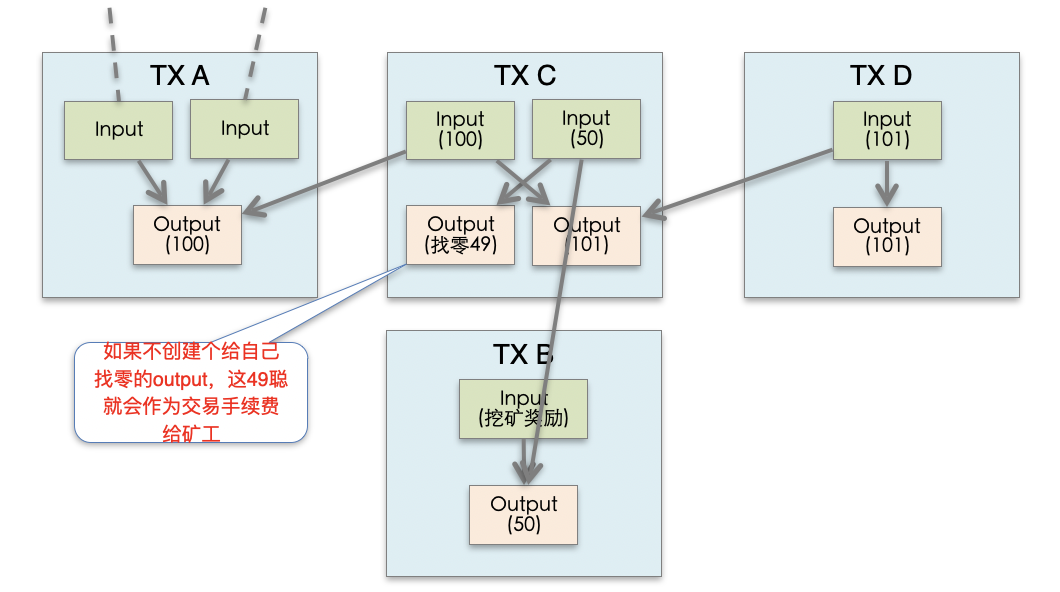 TX A
Input
Input
Output
(100)
TX C
Input
(100)
Input
(50)
Output
(找零49)
Output
(101)
TX D
Input
(101)
Output
(101)
如果不创建个给自己
找零的output，这49聪
就会作为交易手续费
给矿工
TX B
Input
(挖矿奖励)
Output
(50)